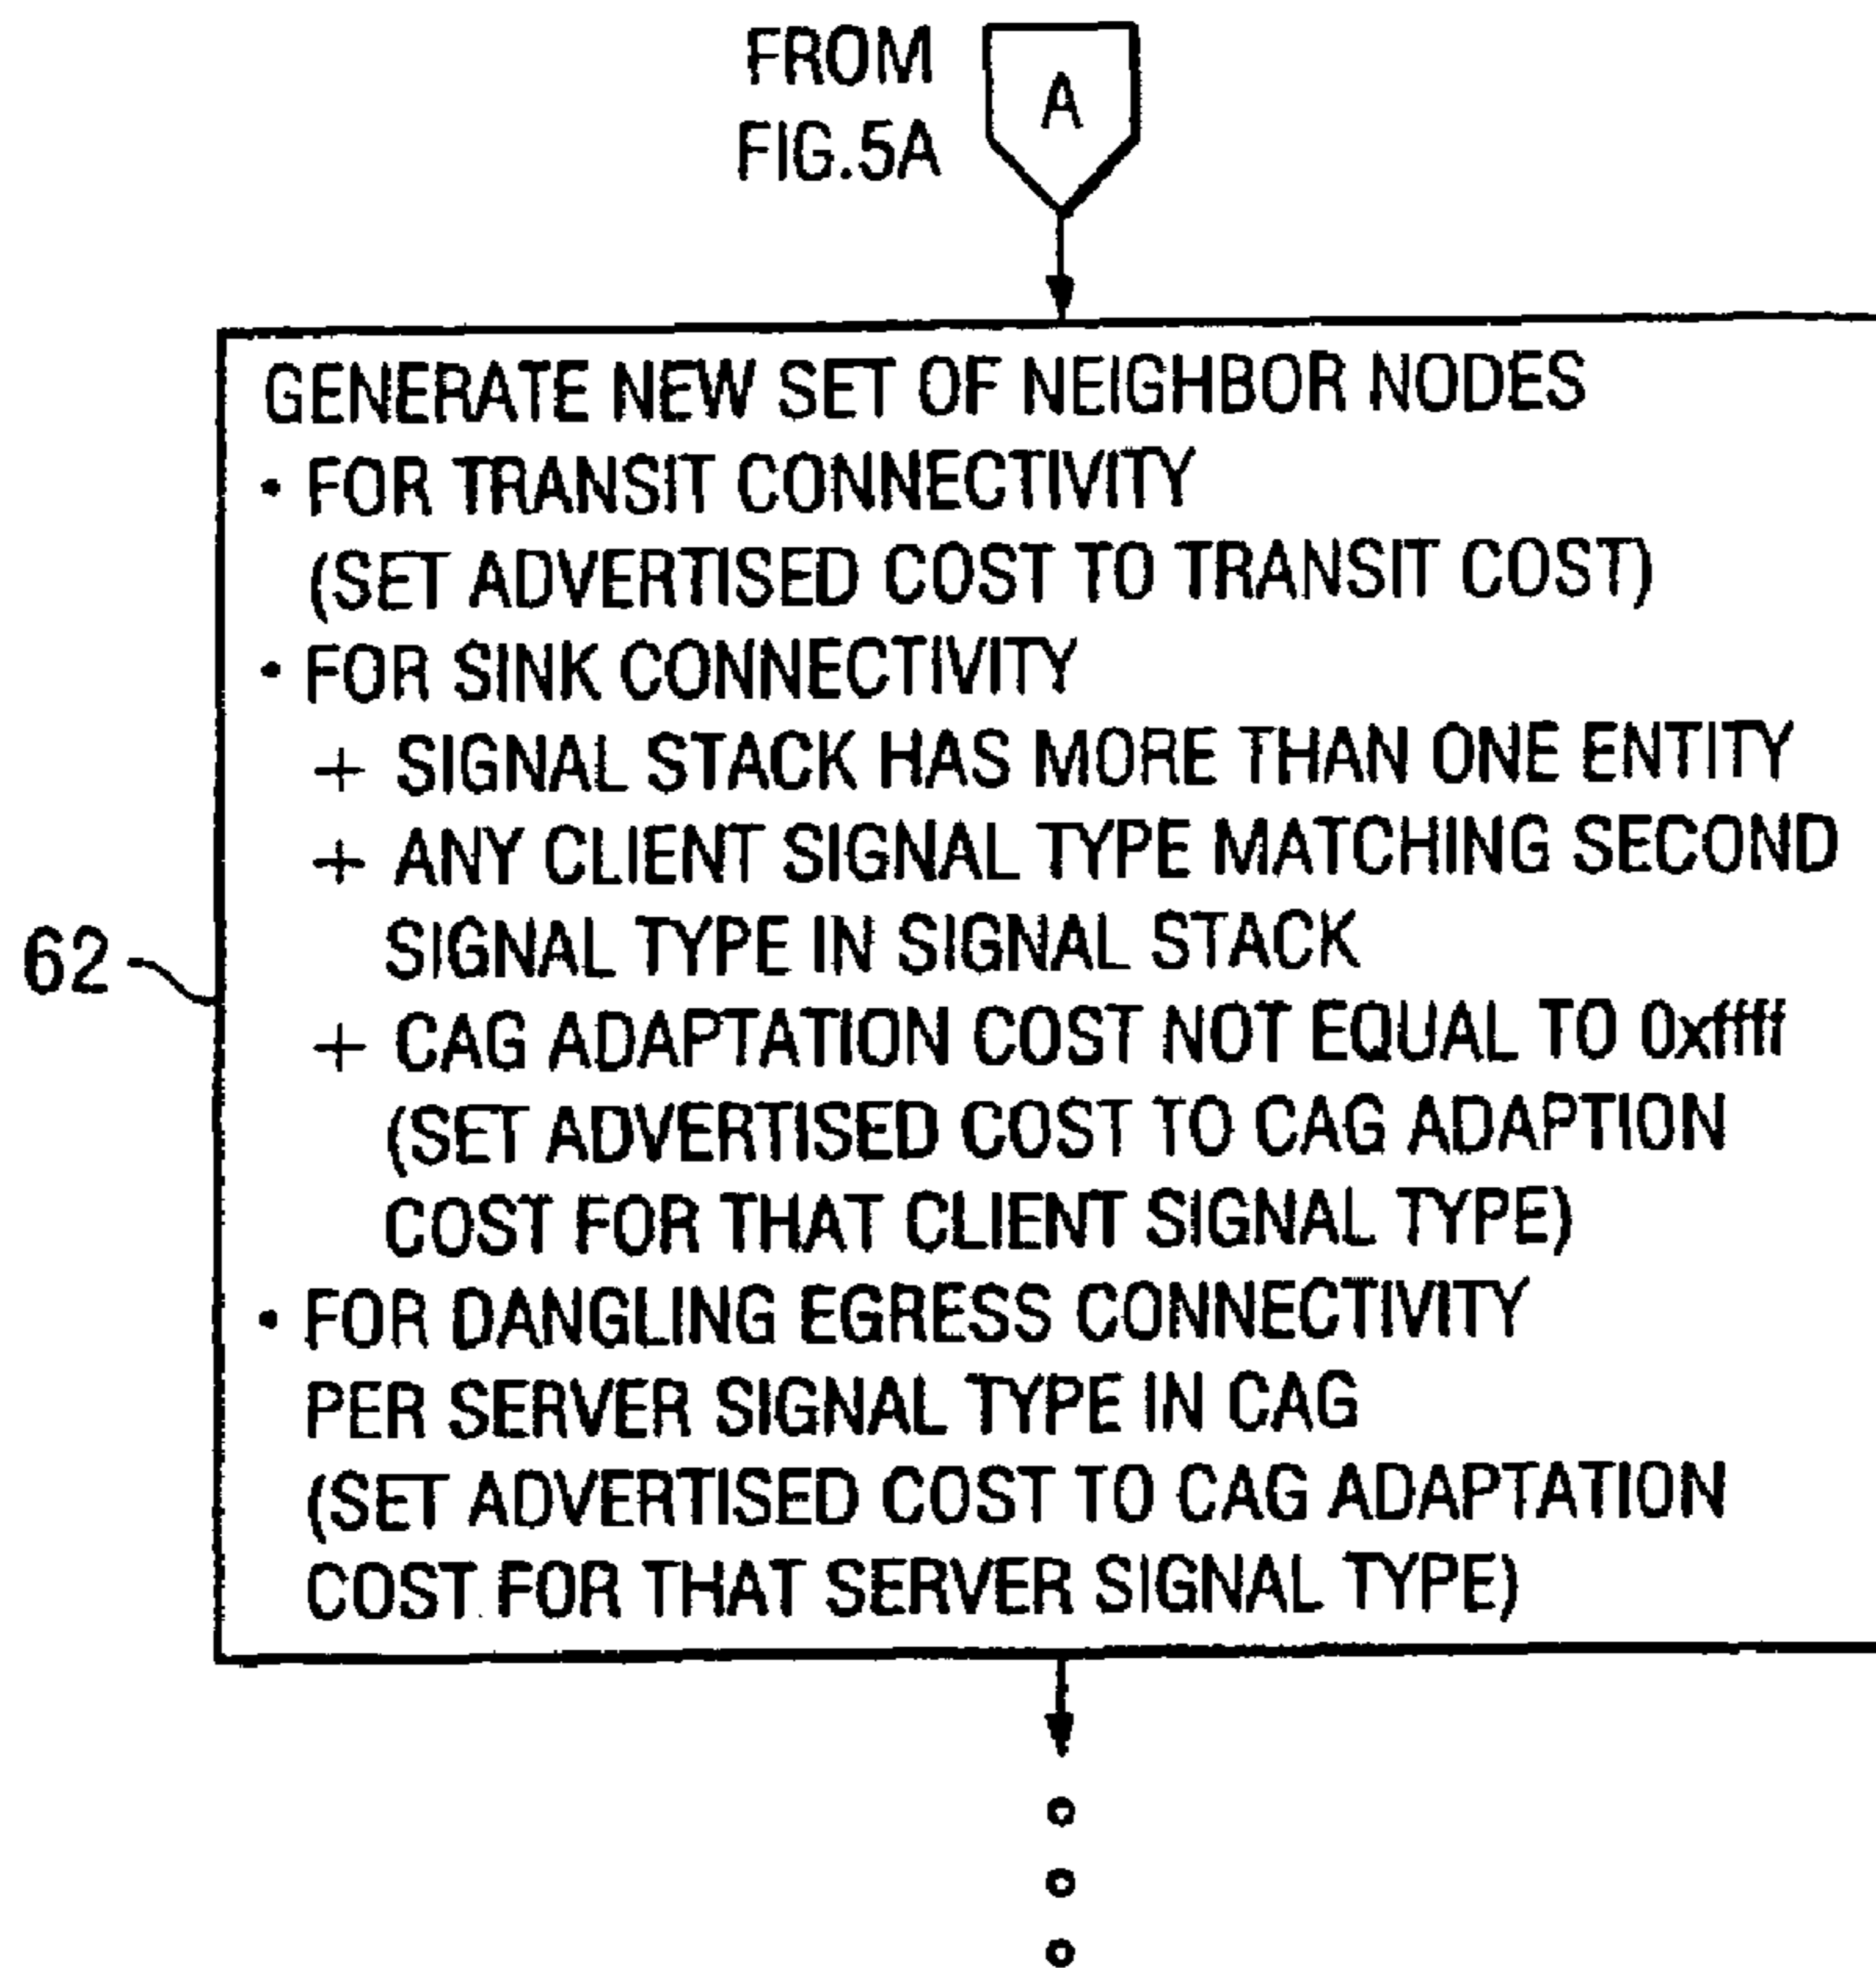 FROM
FIG.5A
A
GENERATE NEW SET OF NEIGHBOR NODES
• FOR TRANSIT CONNECTIVITY
(SET ADVERTISED COST TO TRANSIT COST)
• FOR SINK CONNECTIVITY
+ SIGNAL STACK HAS MORE THAN ONE ENTITY
+ ANY CLIENT SIGNAL TYPE MATCHING SECOND
SIGNAL TYPE IN SIGNAL STACK
+ CAG ADAPTATION COST NOT EQUAL TO 0xffff
(SET ADVERTISED COST TO CAG ADAPTION
COST FOR THAT CLIENT SIGNAL TYPE)
• FOR DANGLING EGRESS CONNECTIVITY
PER SERVER SIGNAL TYPE IN CAG
(SET ADVERTISED COST TO CAG ADAPTATION
COST FOR THAT SERVER SIGNAL TYPE)
62